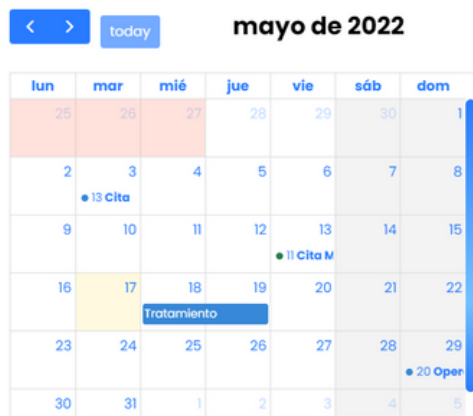 today
mayo de 2022
lun mar mié jue vie sáb dom
25 26 27 28 29 30 1
2 3 4 5 6 7 8
13 Cita
9 10 11 12 13 14 15
11 Cita M
16 17 18 19 20 21 22
Tratamiento
23 24 25 26 27 28 29
20 Oper
30 31 1 2 3 4 5